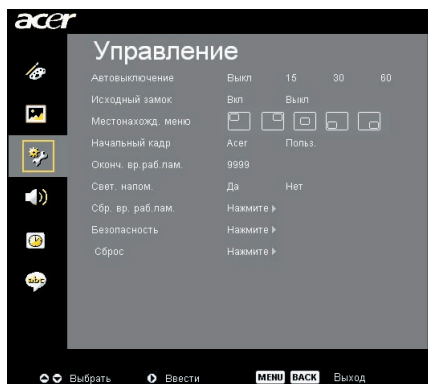 acer
Управление
Автовыключение Выкл 15 30 60
Исходный замок Вкл Выкл
Местонахожд. меню
Начальный кадр Acer Польз.
Оконч. вр.раб.лам. 9999
Свет. напом. Да Нет
Сбр. вр. раб.лам. Нажмите
Безопасность Нажмите
Сброс Нажмите
abc
Выбрать Ввести MENU BACK Выход